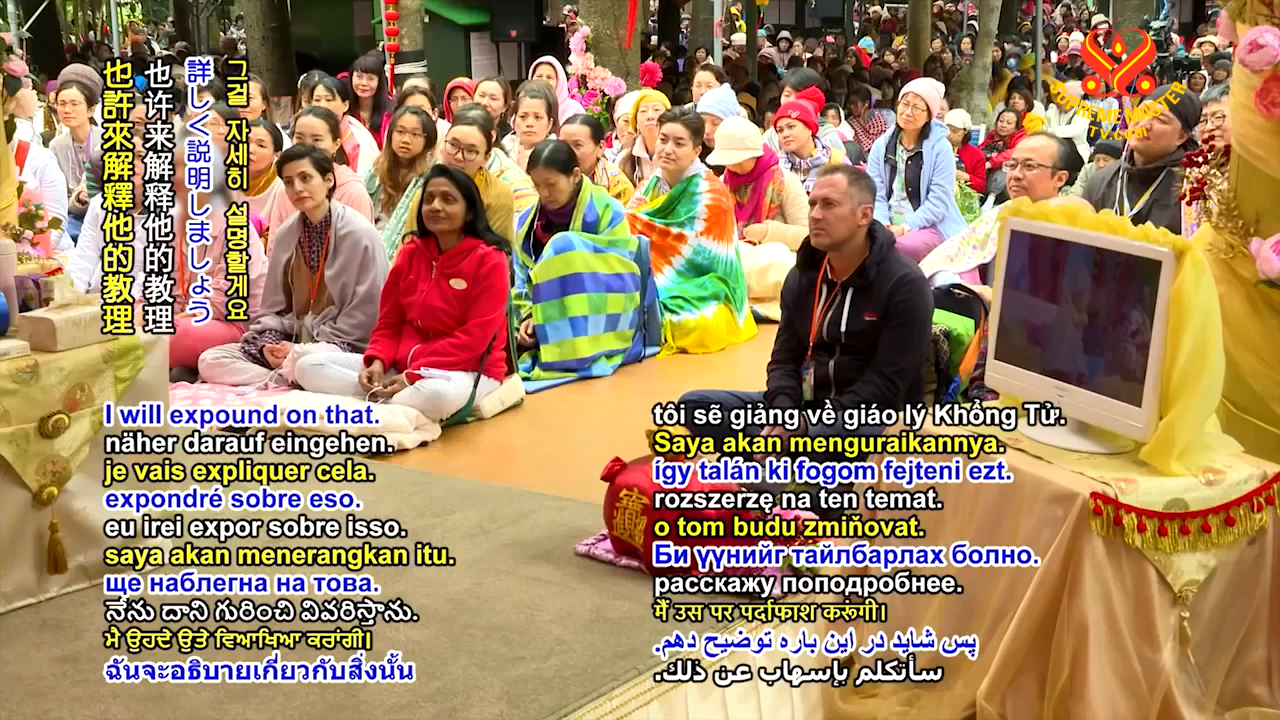 그걸 자세히 설명할게요
詳しく説明しましょう
也许来解释他的教理
也許來解釋他的教理
SUPREME MASTER
TV.com
I will expound on that.
näher darauf eingehen.
je vais expliquer cela.
expondré sobre eso.
eu irei expor sobre isso.
saya akan menerangkan itu.
ще наблегна на това.
నేను దాని గురించి వివరిస్తాను.
ਮੈ ਉਹਦੇ ਉਤੇ ਵਿਆਖਿਆ ਕਰਾਂਗੀ।
ฉันจะอธิบายเกี่ยวกับสิ่งนั้น
tôi sẽ giảng về giáo lý Khổng Tử.
Saya akan menguraikannya.
így talán ki fogom fejteni ezt.
rozszerzę na ten temat.
o tom budu zmiňovat.
Би үүнийг тайлбарлах болно.
расскажу поподробнее.
मैं उस पर पर्दाफाश करूंगी।
پس شاید در این باره توضیح دهم.
سأتكلم بإسهاب عن ذلك.